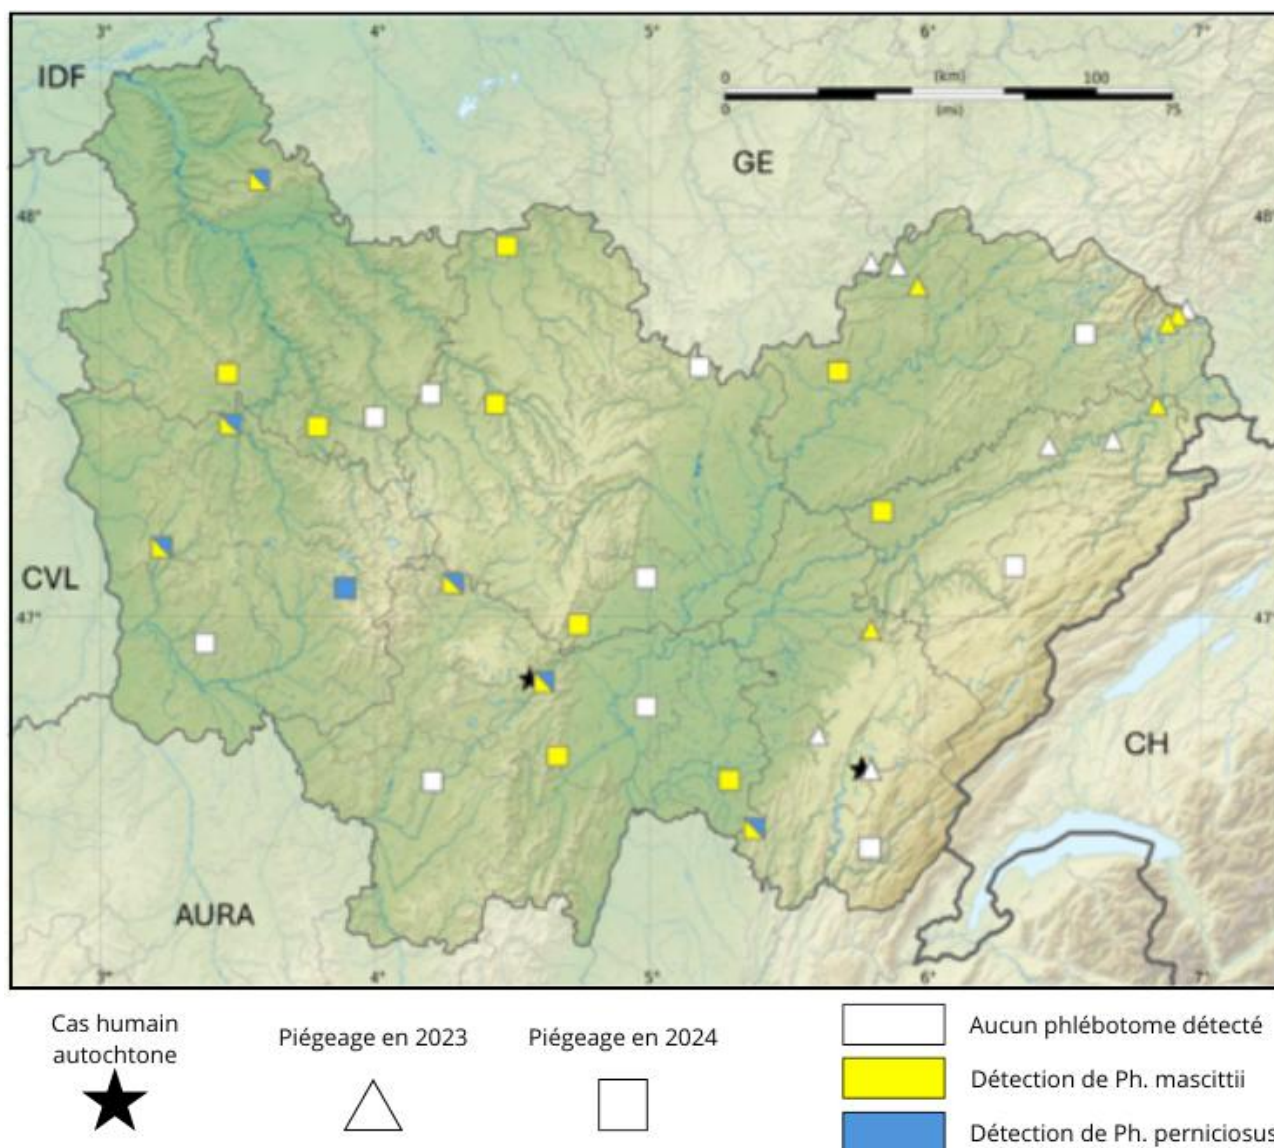 3° 4° 5° 6° 7°
IDF
0 (km) 100
0 (mi) 75
GE
48° 48°
CVL
47° 47°
CH
AURA
3° 4° 5° 6° 7°
Cas humain
autochtone
Piégeage en 2023
Piégeage en 2024
Aucun phlébotome détecté
Détection de Ph. mascittii
Détection de Ph. perniciosus